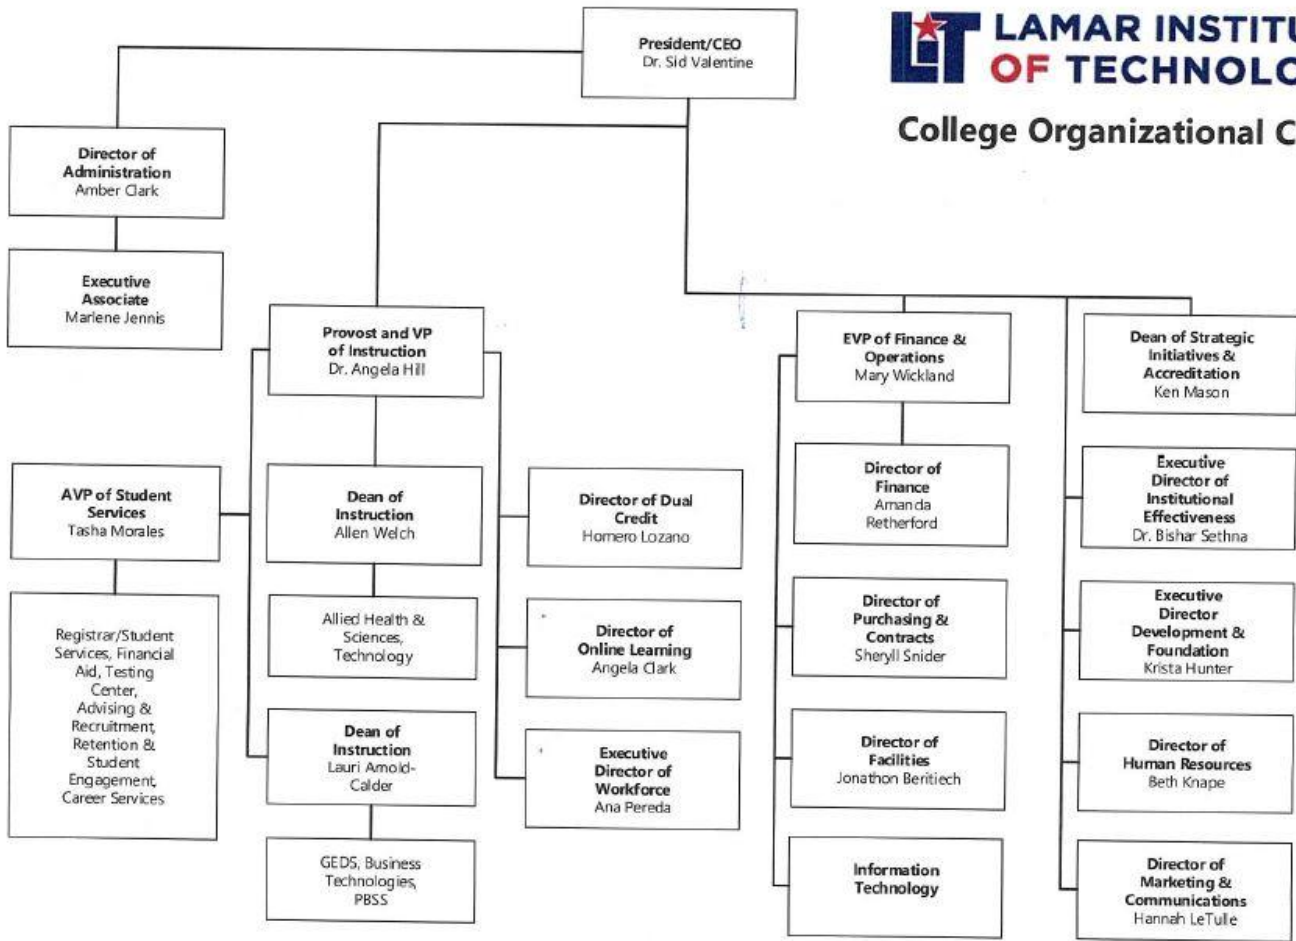 LIT LAMAR INSTITU
OF TECHNOLO
College Organizational C
President/CEO
Dr. Sid Valentine
Director of
Administration
Amber Clark
Executive
Associate
Marlene Jennis
Provost and VP
of Instruction
Dr. Angela Hill
EVP of Finance &
Operations
Mary Wickland
Dean of Strategic
Initiatives &
Accreditation
Ken Mason
AVP of Student
Services
Tasha Morales
Registrar/Student
Services, Financial
Aid, Testing
Center,
Advising &
Recruitment,
Retention &
Student
Engagement,
Career Services
Dean of
Instruction
Allen Welch
Allied Health &
Sciences,
Technology
Dean of
Instruction
Lauri Arnold-
Calder
GEDS, Business
Technologies,
PBSS
Director of Dual
Credit
Homero Lozano
Director of
Online Learning
Angela Clark
Executive
Director of
Workforce
Ana Pereda
Director of
Finance
Amanda
Retherford
Director of
Purchasing &
Contracts
Sheryll Snider
Director of
Facilities
Jonathon Beritiech
Information
Technology
Executive
Director of
Institutional
Effectiveness
Dr. Bishar Sethna
Executive
Director
Development &
Foundation
Krista Hunter
Director of
Human Resources
Beth Knape
Director of
Marketing &
Communications
Hannah LeTulle